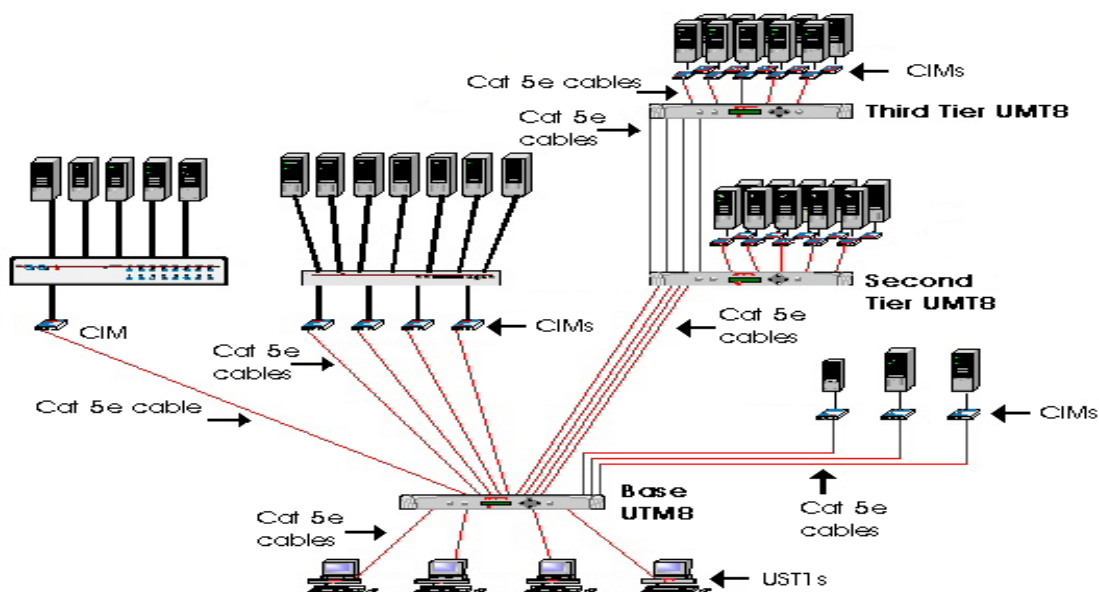 CIMs
Cat 5e cables
Third Tier UMT8
Cat 5e
cables
Second
Tier UMT8
CIM
CIMs
Cat 5e
cables
Cat 5e
cables
Cat 5e cable
CIMs
Base
UTM8
Cat 5e
cables
Cat 5e
cables
UST1s